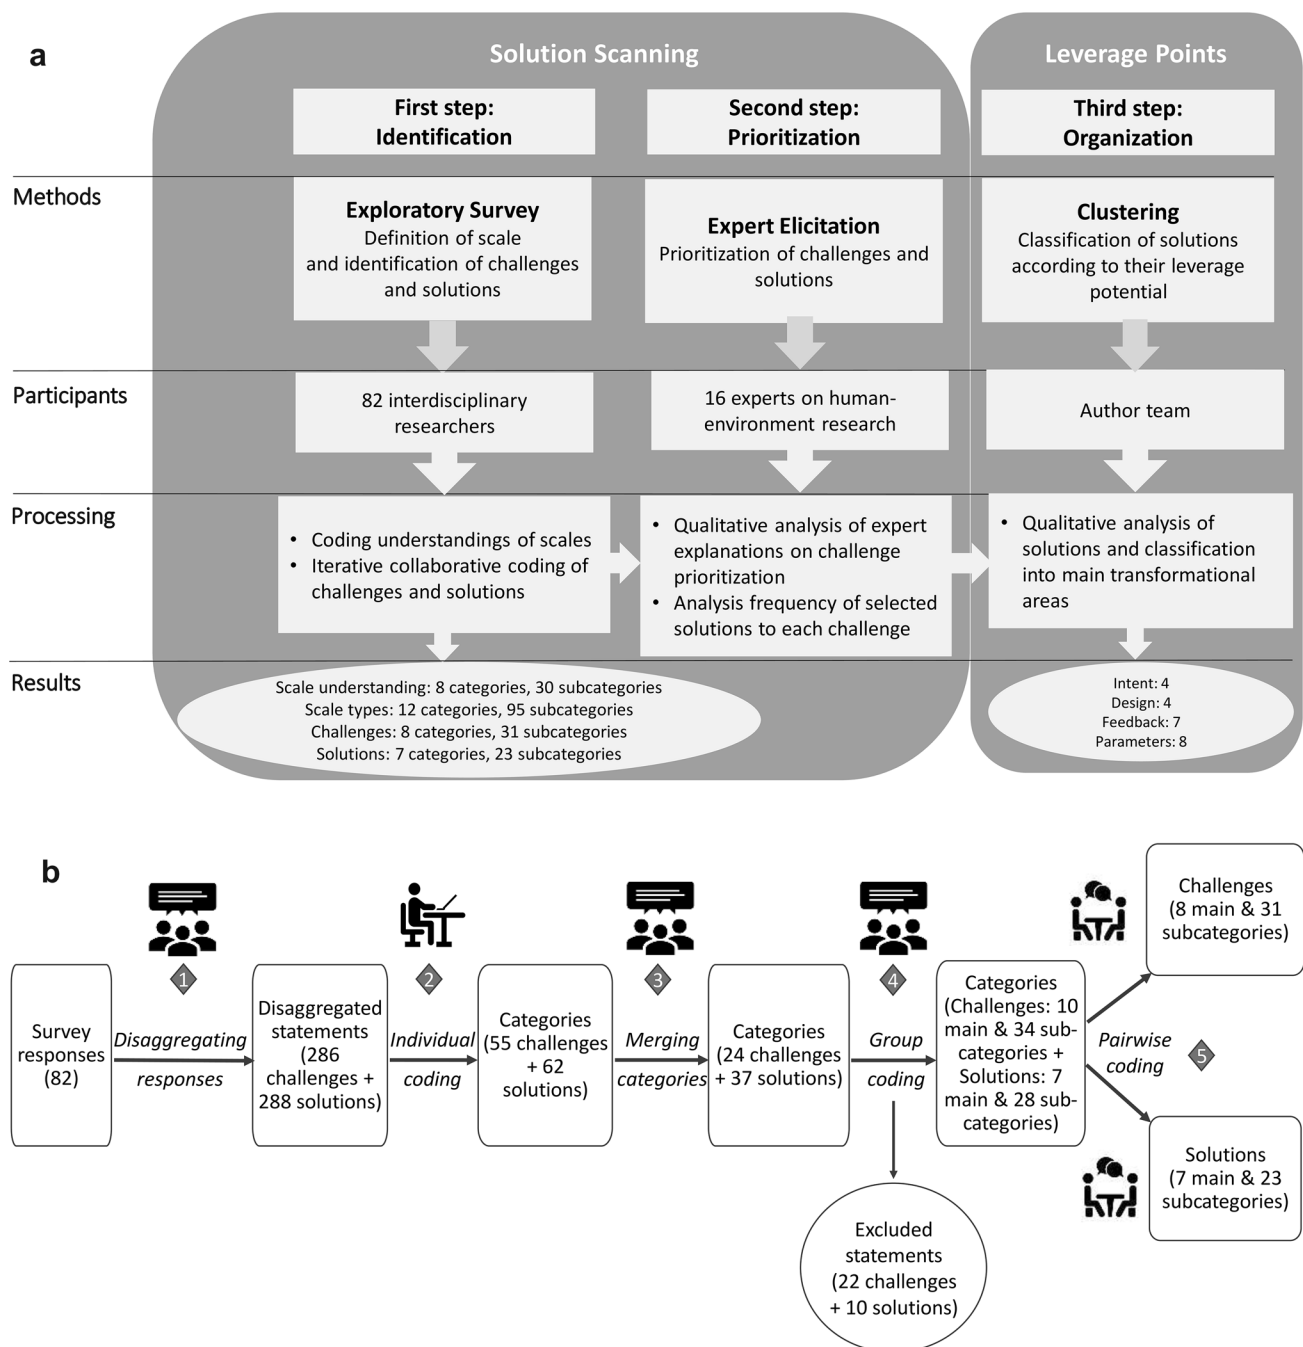 a
Solution Scanning
Leverage Points
First step:
Identification
Second step:
Prioritization
Third step:
Organization
Methods
Exploratory Survey
Definition of scale
and identification of challenges
and solutions
Expert Elicitation
Prioritization of challenges and
solutions
Clustering
Classification of solutions
according to their leverage
potential
Participants
82 interdisciplinary
researchers
16 experts on human-
environment research
Author team
Processing
• Coding understandings of scales
• Iterative collaborative coding of
challenges and solutions
• Qualitative analysis of expert
explanations on challenge
prioritization
• Analysis frequency of selected
solutions to each challenge
• Qualitative analysis of
solutions and classification
into main transformational
areas
Results
Scale understanding: 8 categories, 30 subcategories
Scale types: 12 categories, 95 subcategories
Challenges: 8 categories, 31 subcategories
Solutions: 7 categories, 23 subcategories
Intent: 4
Design: 4
Feedback: 7
Parameters: 8
b
Survey
responses
(82)
1
Disaggregating
responses
Disaggregated
statements
(286
challenges +
288 solutions)
2
Individual
coding
Categories
(55 challenges
+ 62
solutions)
3
Merging
categories
Categories
(24 challenges
+ 37 solutions)
4
Group
coding
Excluded
statements
(22 challenges
+ 10 solutions)
Categories
(Challenges: 10
main & 34 sub-
categories +
Solutions: 7
main & 28 sub-
categories)
Pairwise
coding
5
Challenges
(8 main & 31
subcategories)
Solutions
(7 main & 23
subcategories)